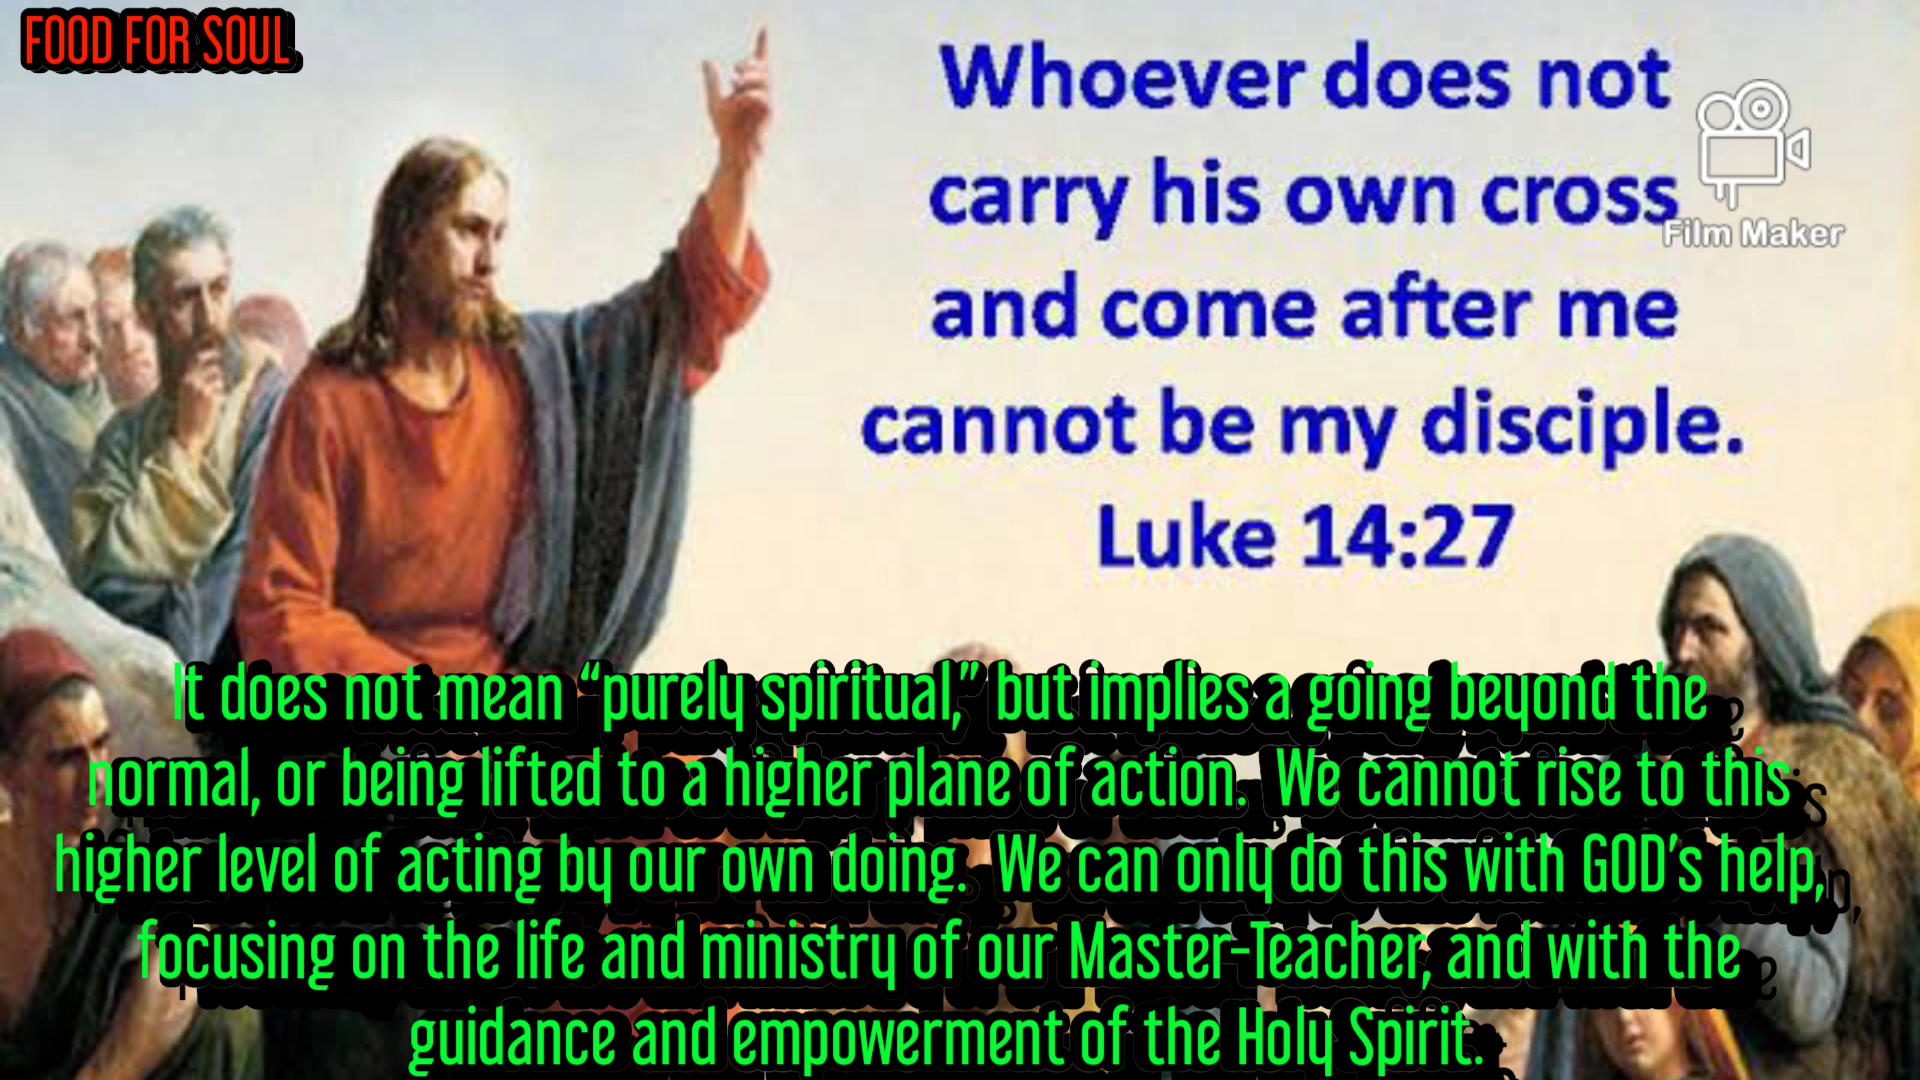 FOOD FOR SOUL
Whoever does not
carry his own cross
and come after me
cannot be my disciple.
Luke 14:27
Film Maker
It does not mean “purely spiritual,” but implies a going beyond the
normal, or being lifted to a higher plane of action. We cannot rise to this
higher level of acting by our own doing. We can only do this with GOD's help,
focusing on the life and ministry of our Master-Teacher, and with the
guidance and empowerment of the Holy Spirit.